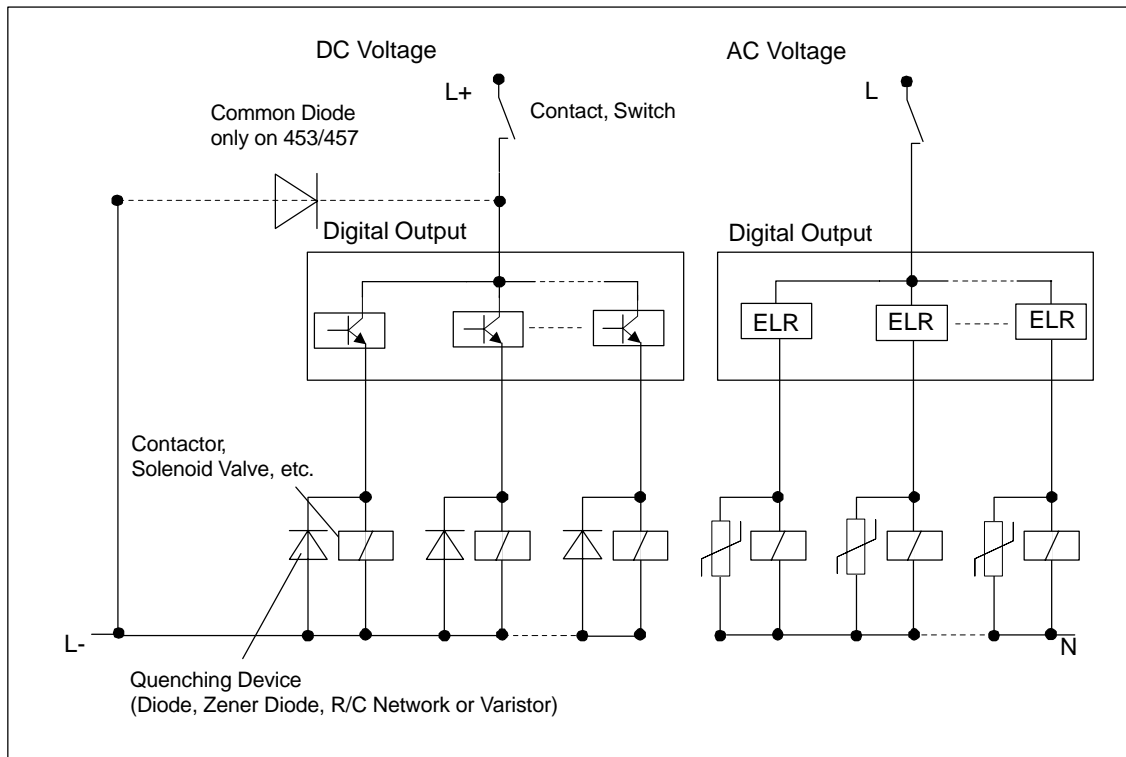 DC Voltage
AC Voltage
L+
L
Contact, Switch
Common Diode
only on 453/457
Digital Output
Digital Output
ELR
ELR
ELR
Contactor,
Solenoid Valve, etc.
L-
N
Quenching Device
(Diode, Zener Diode, R/C Network or Varistor)